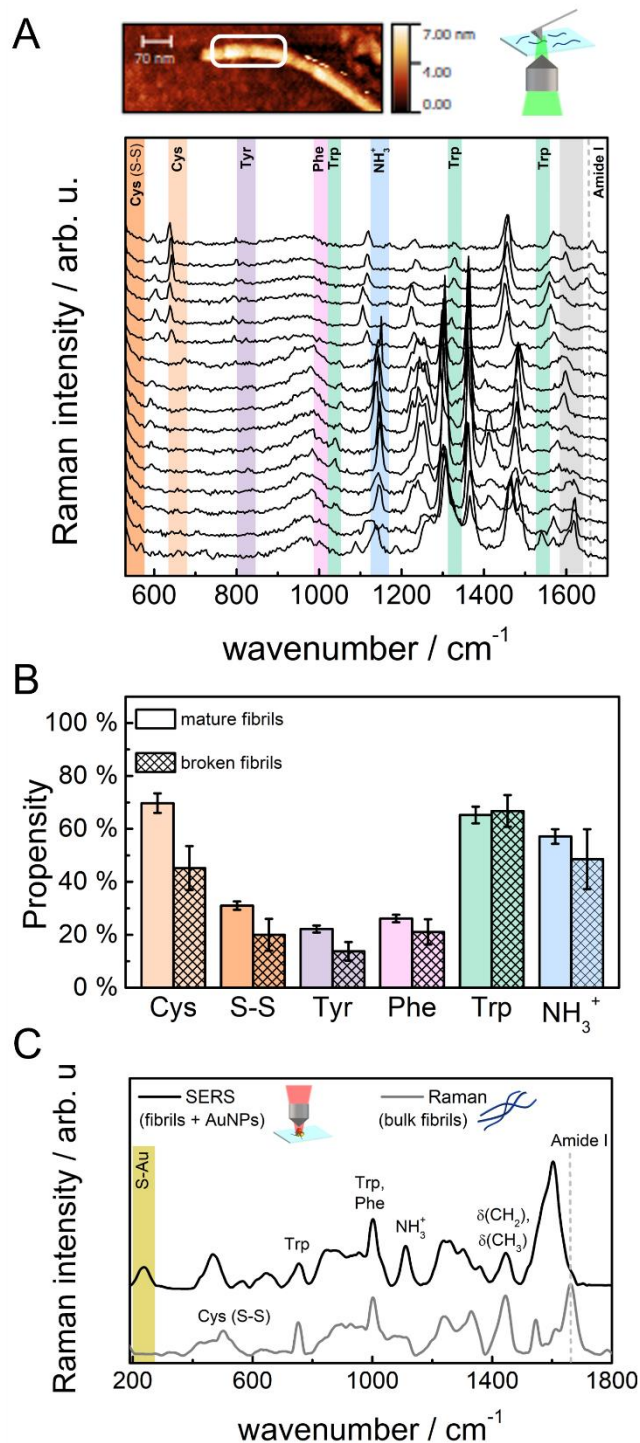 A
70 nm
7.00 nm
4.00
0.00
Cys (S-S)
Cys
Tyr
Phe
Trp
NH₃⁺
Trp
Trp
Amide I
Raman intensity / arb. u.
600 800 1000 1200 1400 1600
wavenumber / cm⁻¹
B
100 %
80 %
60 %
40 %
20 %
0 %
Propensity
mature fibrils
broken fibrils
Cys S-S Tyr Phe Trp NH₃⁺
C
Raman intensity / arb. u
SERS
(fibrils + AuNPs)
Raman
(bulk fibrils)
Amide I
S-Au
Trp,
Phe
NH₃⁺
δ(CH₂),
δ(CH₃)
Trp
Cys (S-S)
200 600 1000 1400 1800
wavenumber / cm⁻¹